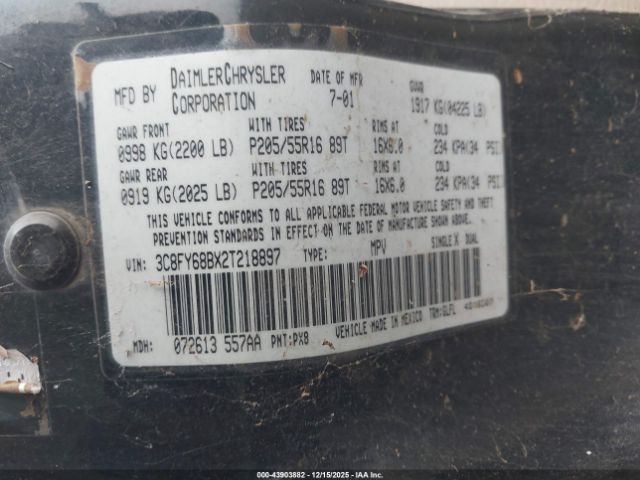 MFD BY DAIMLERCHRYSLER CORPORATION DATE OF MFR 7-01 GVWR 1917 KG(04225 LB)
GAWR FRONT WITH TIRES RIMS AT COLD
0998 KG(2200 LB) P205/55R16 89T 16X6.0 234 KPA(34 PSI
GAWR REAR WITH TIRES RIMS AT COLD
0919 KG(2025 LB) P205/55R16 89T 16X6.0 234 KPA(34 PSI
THIS VEHICLE CONFORMS TO ALL APPLICABLE FEDERAL MOTOR VEHICLE SAFETY AND THEFT
PREVENTION STANDARDS IN EFFECT ON THE DATE OF MANUFACTURE SHOWN ABOVE.
VIN: 3C8FY68BX2T218897 TYPE: MPV SINGLE X DUAL
MDH: 072613 557AA PNT:PX8 VEHICLE MADE IN MEXICO TRM:GLFL
000-43903882 - 12/15/2025 - IAA Inc.